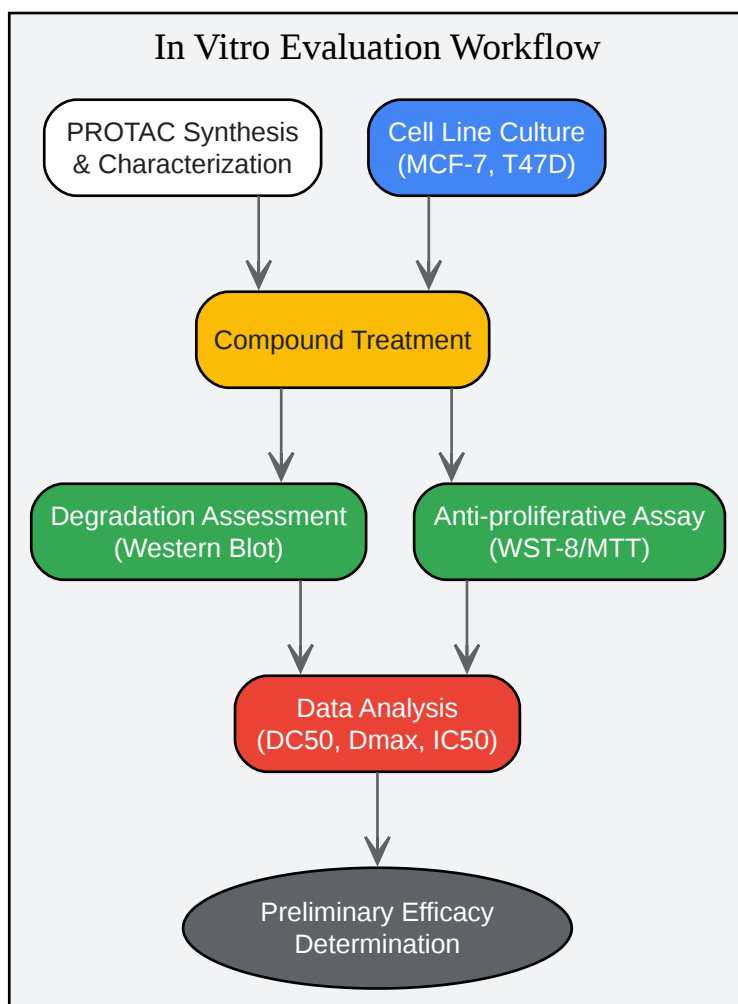 In Vitro Evaluation Workflow
PROTAC Synthesis
& Characterization
Cell Line Culture
(MCF-7, T47D)
Compound Treatment
Degradation Assessment
(Western Blot)
Anti-proliferative Assay
(WST-8/MTT)
Data Analysis
(DC50, Dmax, IC50)
Preliminary Efficacy
Determination